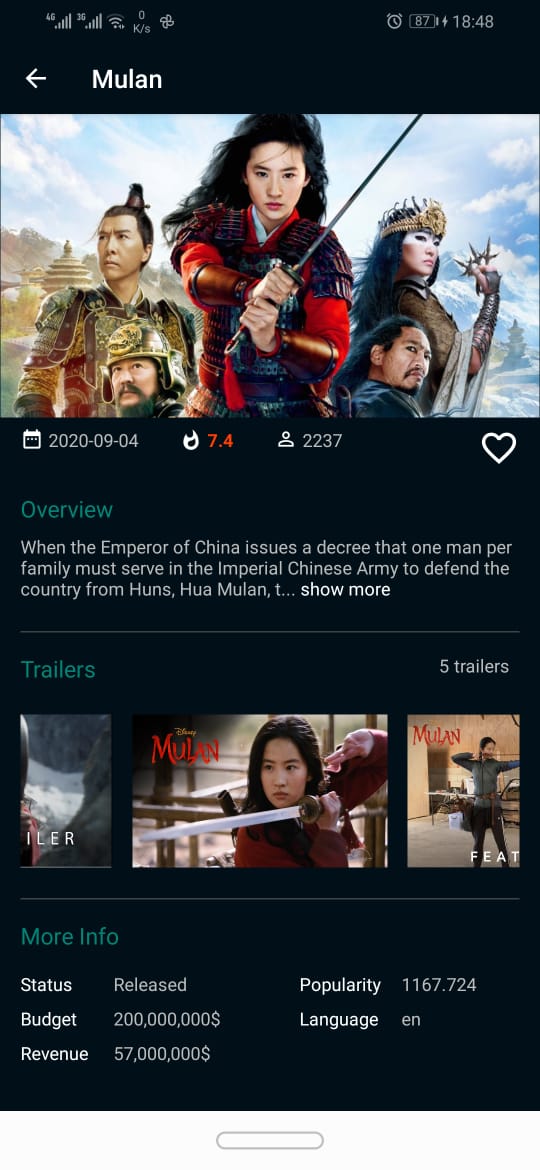 4G 3G 0 K/s 87 18:48
Mulan
2020-09-04 7.4 2237
Overview
When the Emperor of China issues a decree that one man per
family must serve in the Imperial Chinese Army to defend the
country from Huns, Hua Mulan, t... show more
Trailers 5 trailers
ILER
Disney
MULAN
MULAN
FEAT
More Info
Status Released Popularity 1167.724
Budget 200,000,000$ Language en
Revenue 57,000,000$